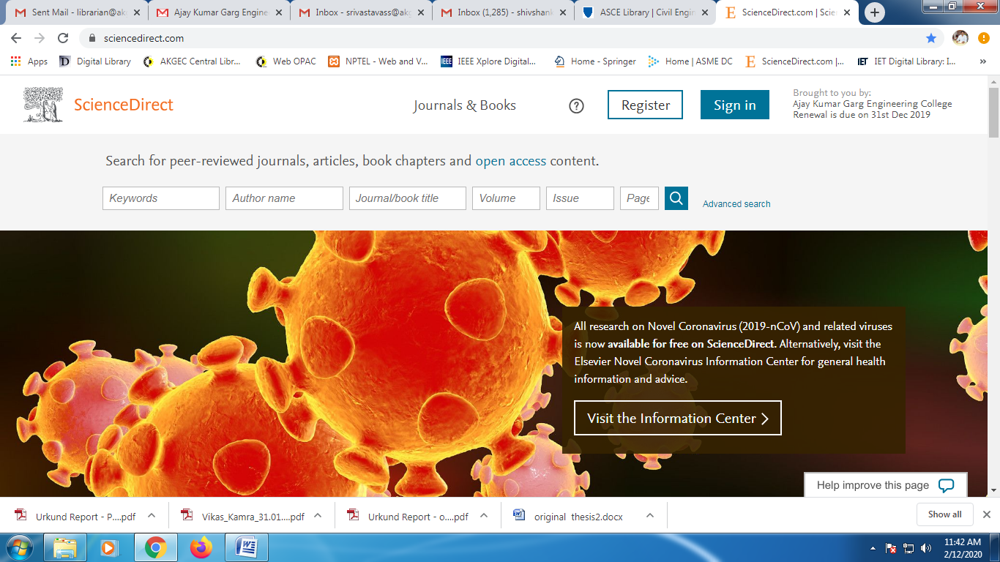 Sent Mail - librarian@ak
Ajay Kumar Garg Engine
Inbox - srivastavass@ak
Inbox (1,285) - shivshank
ASCE Library | Civil Engin
ScienceDirect.com | Scie
sciencedirect.com
Apps
Digital Library
AKGEC Central Libr...
Web OPAC
NPTEL - Web and V...
IEEE Xplore Digital...
Home - Springer
Home | ASME DC
ScienceDirect.com |...
IET Digital Library: I...
ScienceDirect
Journals & Books
Register
Sign in
Brought to you by:
Ajay Kumar Garg Engineering College
Renewal is due on 31st Dec 2019
Search for peer-reviewed journals, articles, book chapters and open access content.
Keywords
Author name
Journal/book title
Volume
Issue
Page
Advanced search
All research on Novel Coronavirus (2019-nCoV) and related viruses
is now available for free on ScienceDirect. Alternatively, visit the
Elsevier Novel Coronavirus Information Center for general health
information and advice.
Visit the Information Center
Help improve this page
Urkund Report - P....pdf
Vikas_Kamra_31.01....pdf
Urkund Report - o....pdf
original thesis2.docx
Show all
11:42 AM
2/12/2020